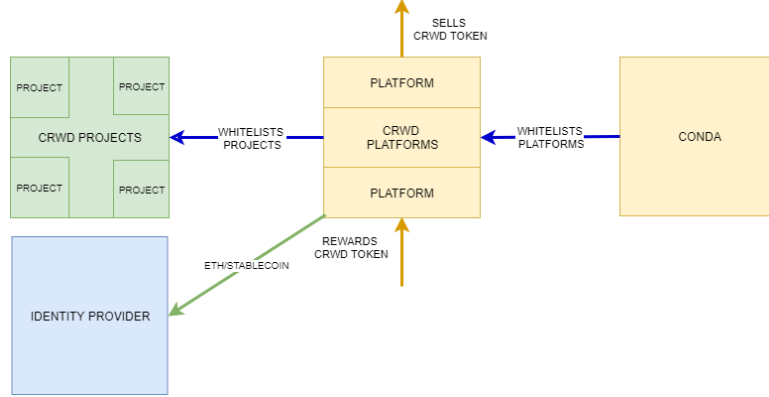 SELLS
CRWD TOKEN
PROJECT
PROJECT
CRWD PROJECTS
PROJECT
PROJECT
WHITELISTS
PROJECTS
PLATFORM
CRWD
PLATFORMS
PLATFORM
WHITELISTS
PLATFORMS
CONDA
REWARDS
CRWD TOKEN
ETH/STABLECOIN
IDENTITY PROVIDER